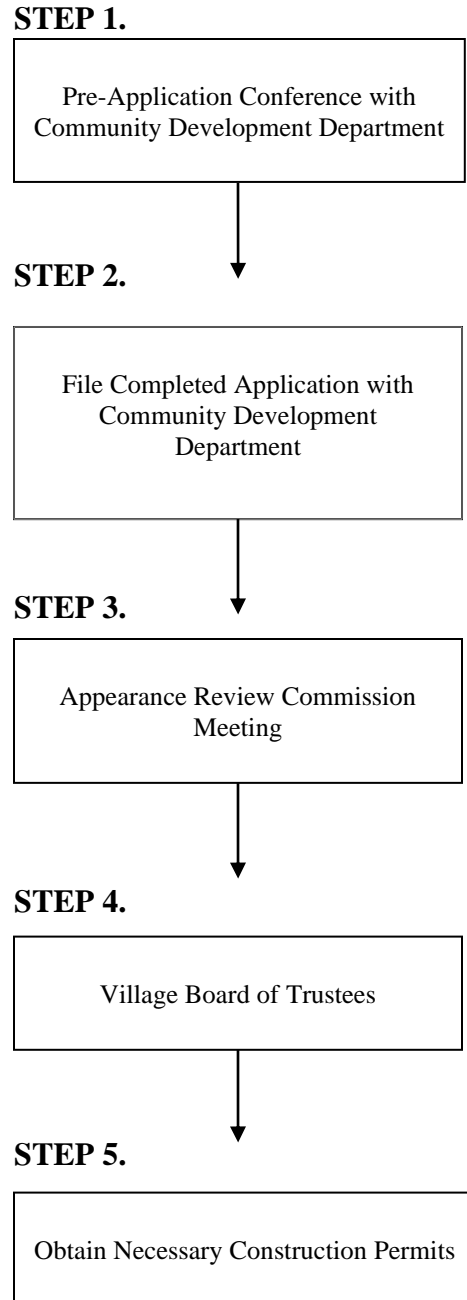 STEP 1.
Pre-Application Conference with
Community Development Department
STEP 2.
File Completed Application with
Community Development
Department
STEP 3.
Appearance Review Commission
Meeting
STEP 4.
Village Board of Trustees
STEP 5.
Obtain Necessary Construction Permits